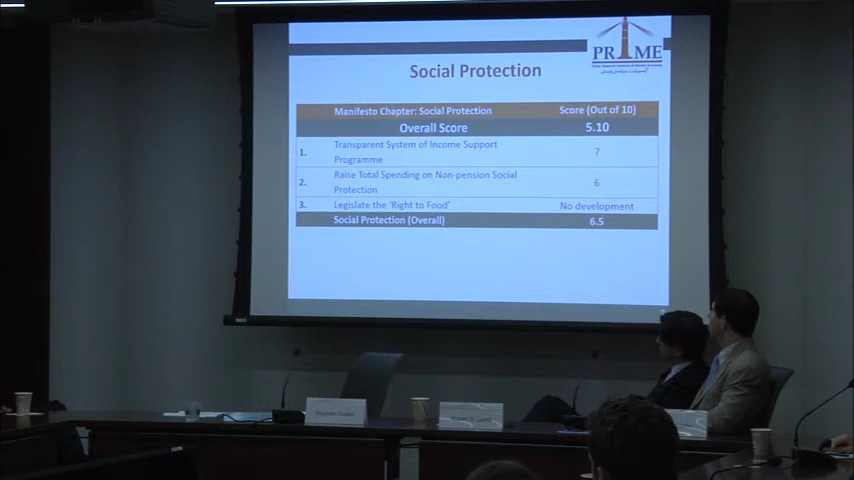 PRIME
Social Protection
Manifesto Chapter: Social Protection Score (Out of 10)
Overall Score 5.10
1. Transparent System of Income Support Programme 7
2. Raise Total Spending on Non-pension Social Protection 6
3. Legislate the 'Right to Food' No development
Social Protection (Overall) 6.5